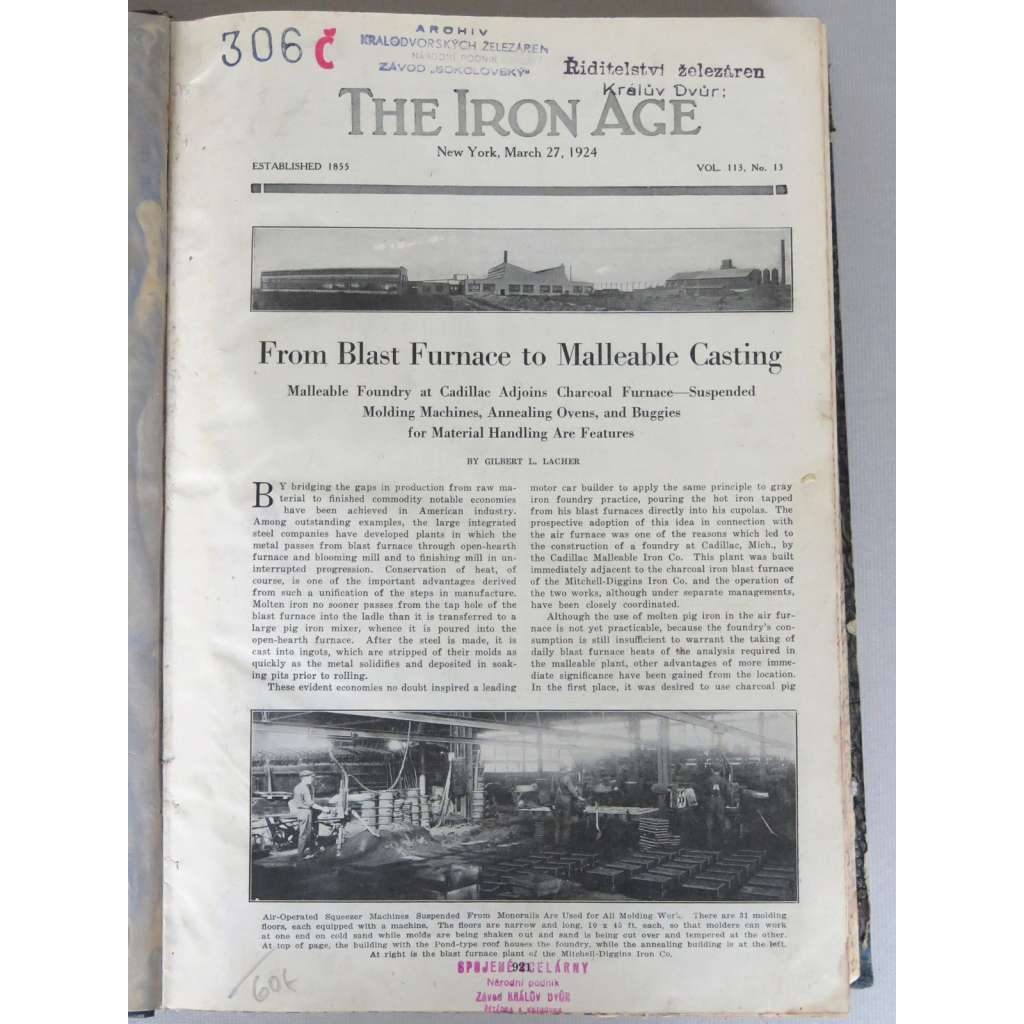 306 Č
ARCHIV
KRALODVORSKÝCH ŽELEZÁREN
NÁRODNÍ PODNIK
ZÁVOD „SOKOLOVSKÝ"
Ředitelství železáren
Králův Dvůr:
THE IRON AGE
New York, March 27, 1924
ESTABLISHED 1855
VOL. 113, No. 13
From Blast Furnace to Malleable Casting
Malleable Foundry at Cadillac Adjoins Charcoal Furnace—Suspended
Molding Machines, Annealing Ovens, and Buggies
for Material Handling Are Features
BY GILBERT L. LACHER
BY bridging the gaps in production from raw ma-
terial to finished commodity notable economies
have been achieved in American industry.
Among outstanding examples, the large integrated
steel companies have developed plants in which the
metal passes from blast furnace through open-hearth
furnace and blooming mill and to finishing mill in un-
interrupted progression. Conservation of heat, of
course, is one of the important advantages derived
from such a unification of the steps in manufacture.
Molten iron no sooner passes from the tap hole of the
blast furnace into the ladle than it is transferred to a
large pig iron mixer, whence it is poured into the
open-hearth furnace. After the steel is made, it is
cast into ingots, which are stripped of their molds as
quickly as the metal solidifies and deposited in soak-
ing pits prior to rolling.
These evident economies no doubt inspired a leading
motor car builder to apply the same principle to gray
iron foundry practice, pouring the hot iron tapped
from his blast furnaces directly into his cupolas. The
prospective adoption of this idea in connection with
the air furnace was one of the reasons which led to
the construction of a foundry at Cadillac, Mich., by
the Cadillac Malleable Iron Co. This plant was built
immediately adjacent to the charcoal iron blast furnace
of the Mitchell-Diggins Iron Co. and the operation of
the two works, although under separate managements,
have been closely coordinated.
Although the use of molten pig iron in the air fur-
nace is not yet practicable, because the foundry's con-
sumption is still insufficient to warrant the taking of
daily blast furnace heats of the analysis required in
the malleable plant, other advantages of more imme-
diate significance have been gained from the location.
In the first place, it was desired to use charcoal pig
Air-Operated Squeezer Machines Suspended From Monorails Are Used for All Molding Work. There are 31 molding
floors, each equipped with a machine. The floors are narrow and long, 10 x 45 ft. each, so that molders can work
at one end on cold sand while molds are being shaken out and sand is being cut over and tempered at the other.
At top of page, the building with the Pond-type roof houses the foundry, while the annealing building is at the left.
At right is the blast furnace plant of the Mitchell-Diggins Iron Co.
921
SPOJENÉ OCELÁRNY
Národní podnik
Závod KRÁLŮV DVŮR
606